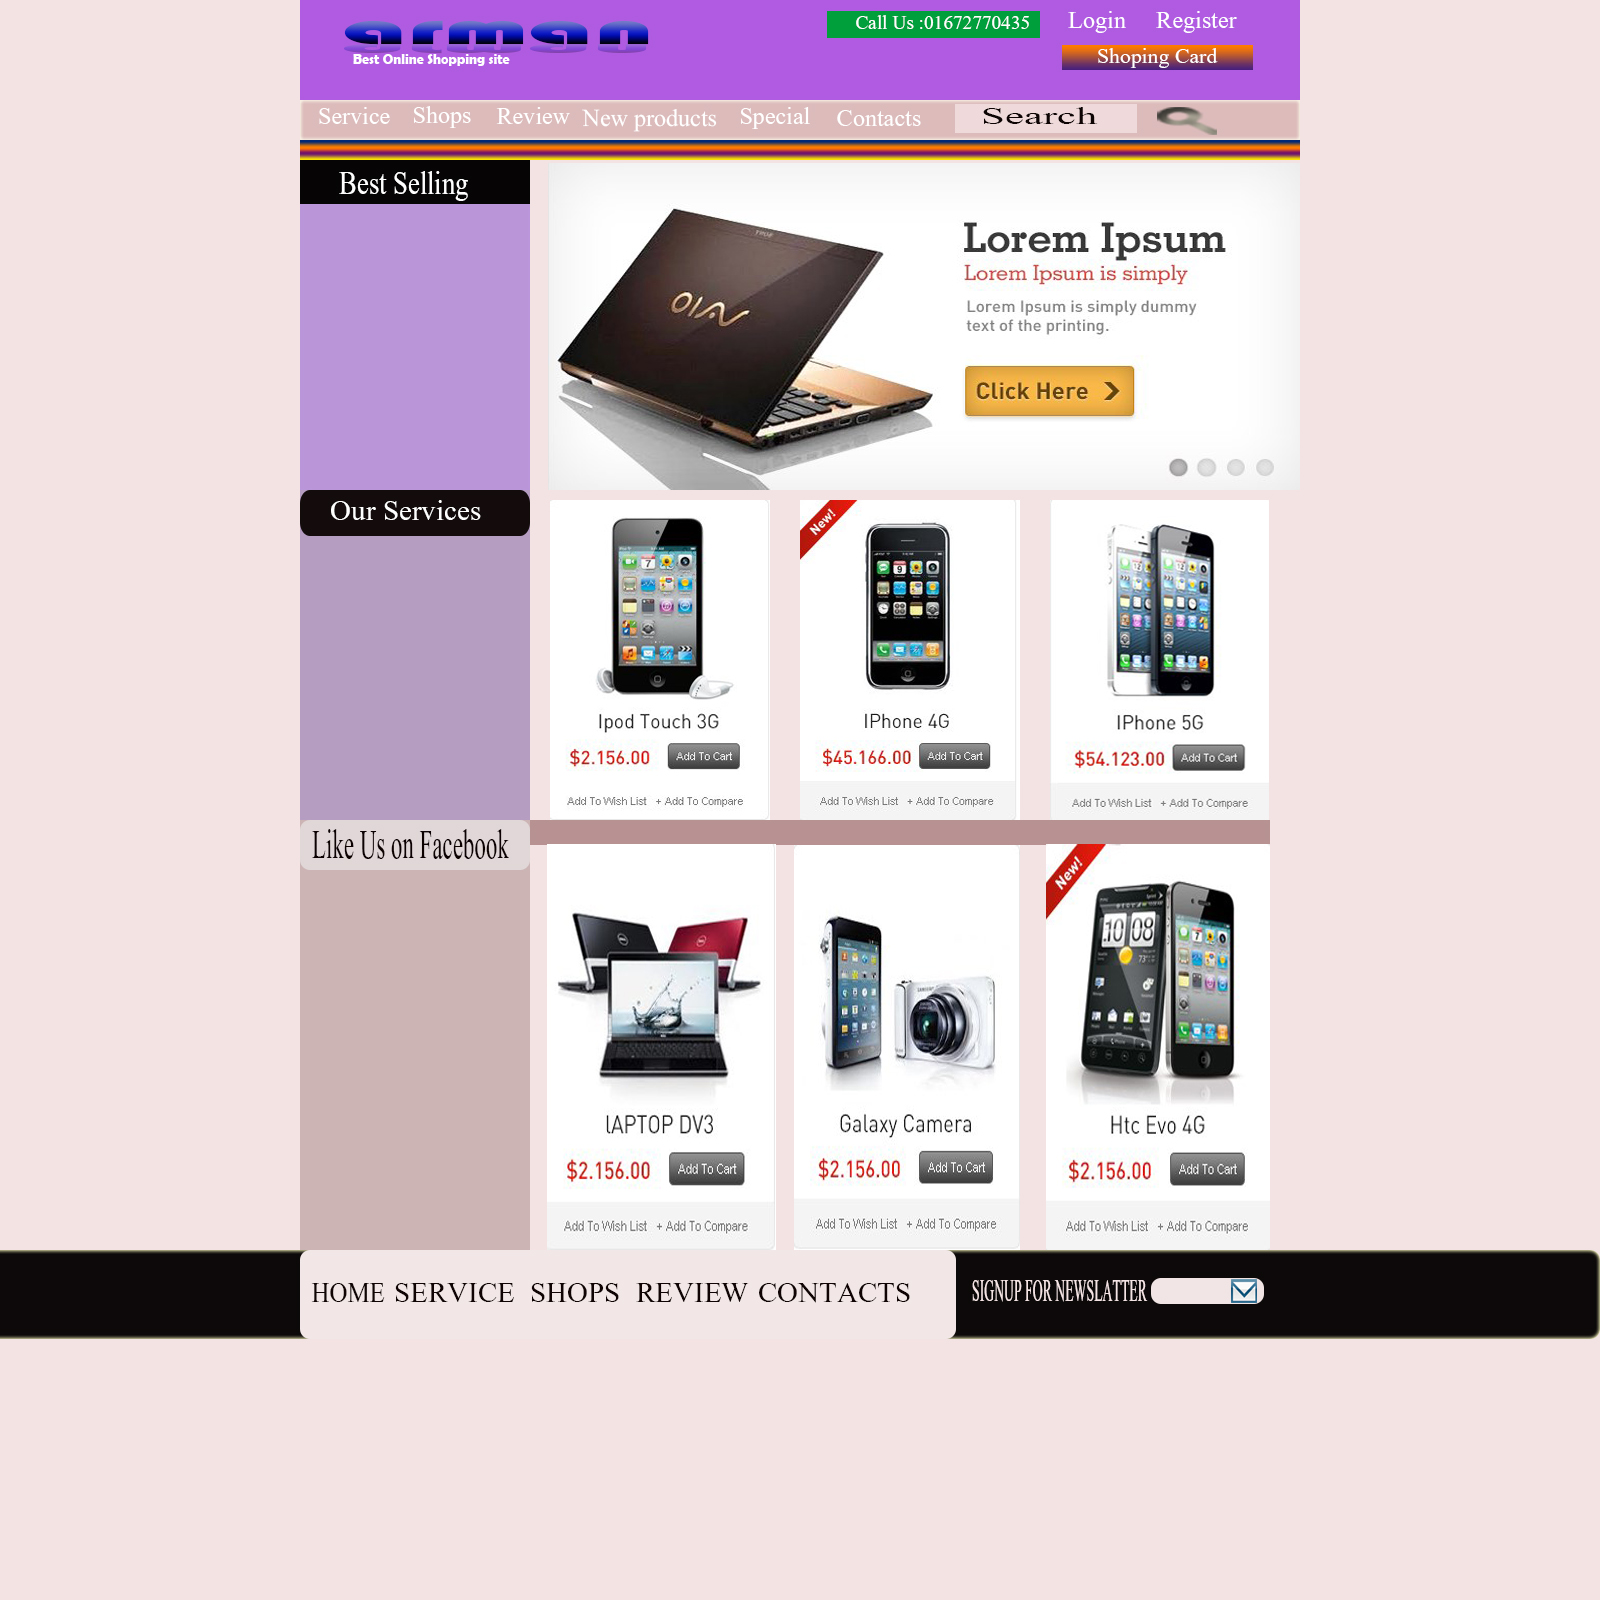 arman
Best Online Shopping site
Call Us :01672770435
Login
Register
Shoping Card
Service
Shops
Review
New products
Special
Contacts
Search
Best Selling
VAIO
Lorem Ipsum
Lorem Ipsum is simply
Lorem Ipsum is simply dummy
text of the printing.
Click Here
Our Services
Ipod Touch 3G
$2.156.00
Add To Cart
Add To Wish List + Add To Compare
New!
IPhone 4G
$45.166.00
Add To Cart
Add To Wish List + Add To Compare
IPhone 5G
$54.123.00
Add To Cart
Add To Wish List + Add To Compare
Like Us on Facebook
lAPTOP DV3
$2.156.00
Add To Cart
Add To Wish List + Add To Compare
Galaxy Camera
$2.156.00
Add To Cart
Add To Wish List + Add To Compare
New!
10:08
Htc Evo 4G
$2.156.00
Add To Cart
Add To Wish List + Add To Compare
HOME SERVICE SHOPS REVIEW CONTACTS
SIGNUP FOR NEWSLATTER